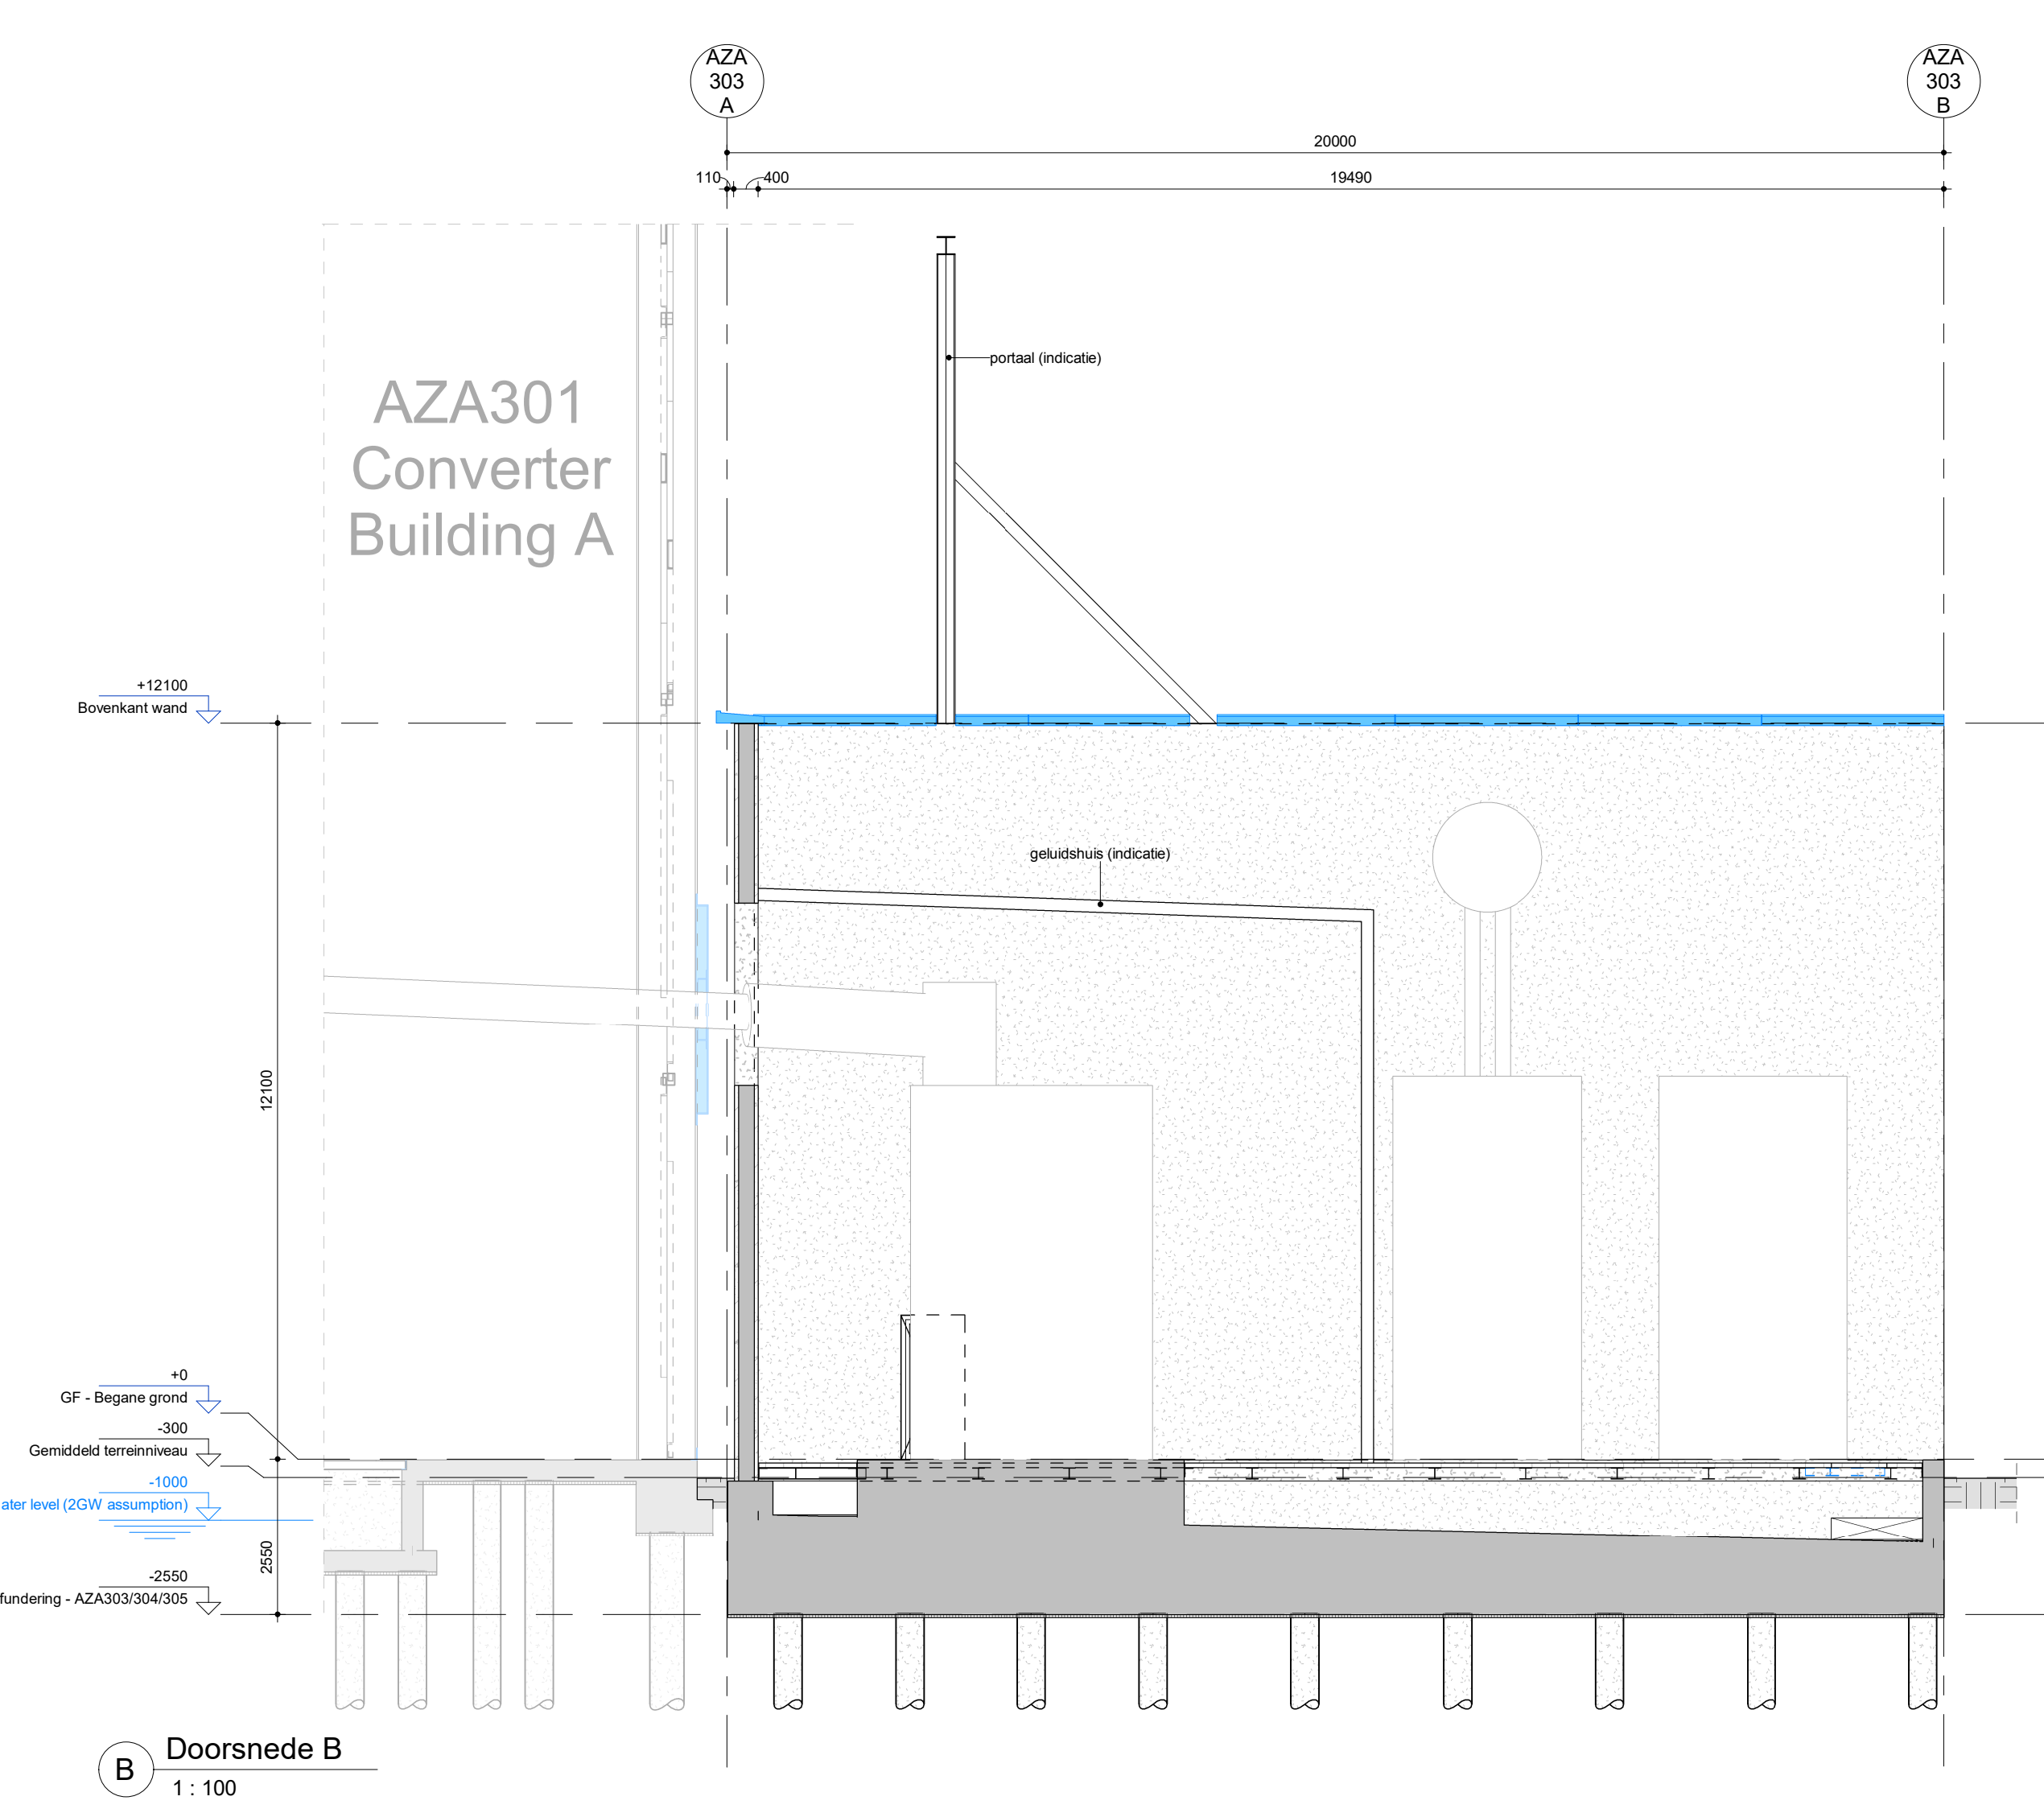 AZA
303
A
AZA
303
B
20000
110
400
19490
portaal (indicatie)
AZA301
Converter
Building A
+12100
Bovenkant wand
geluidshuis (indicatie)
12100
+0
GF - Begane grond
-300
Gemiddeld terreinniveau
-1000
ater level (2GW assumption)
2550
-2550
fundering - AZA303/304/305
B
Doorsnede B
1 : 100